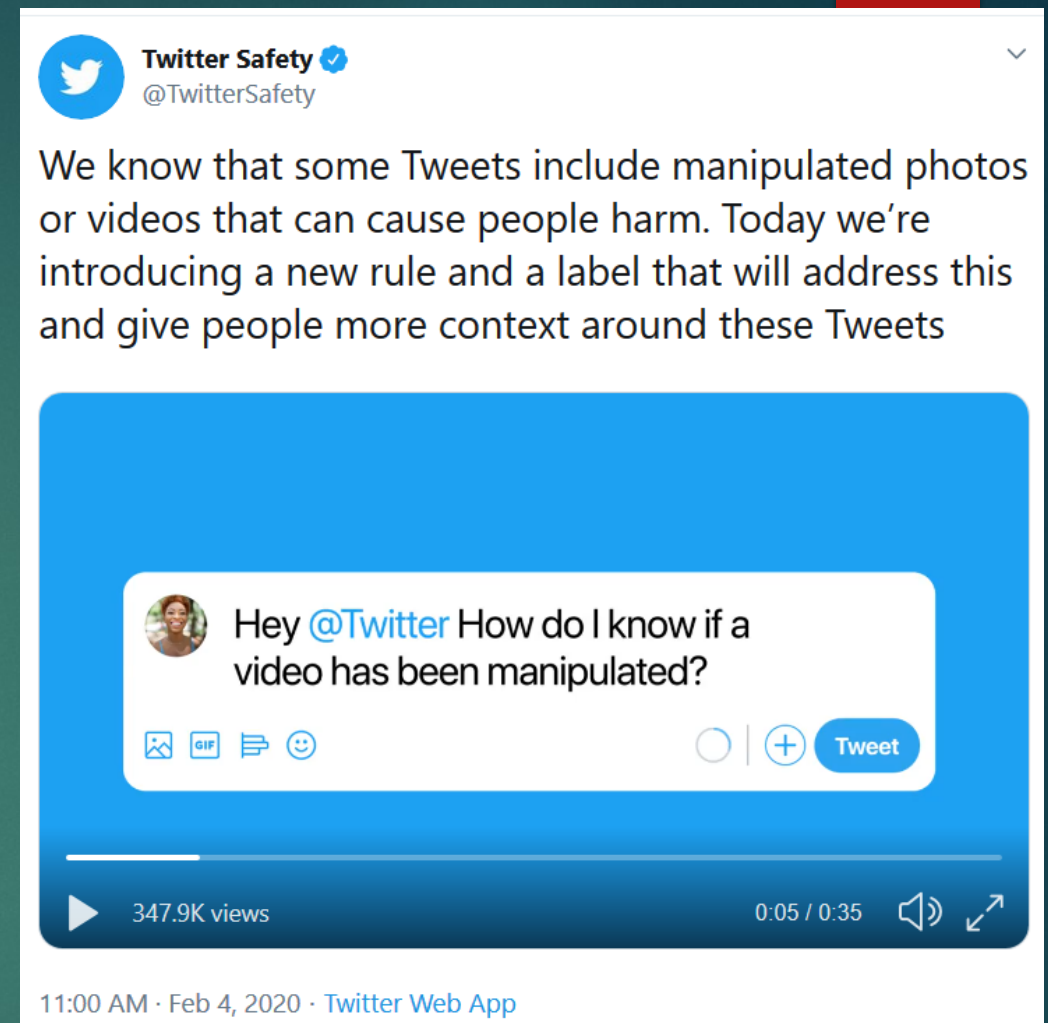 Twitter Safety
@TwitterSafety
We know that some Tweets include manipulated photos
or videos that can cause people harm. Today we’re
introducing a new rule and a label that will address this
and give people more context around these Tweets
Hey @Twitter How do I know if a
video has been manipulated?
GIF
Tweet
347.9K views
0:05 / 0:35
11:00 AM · Feb 4, 2020 · Twitter Web App